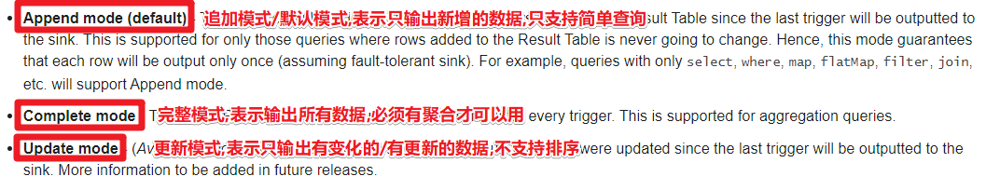 Append mode (default) 追加模式/默认模式,表示只输出新增的数据,只支持简单查询 sult Table since the last trigger will be outputted to
the sink. This is supported for only those queries where rows added to the Result Table is never going to change. Hence, this mode guarantees
that each row will be output only once (assuming fault-tolerant sink). For example, queries with only select, where, map, flatMap, filter, join,
etc. will support Append mode.
Complete mode 完整模式,表示输出所有数据,必须有聚合才可以用 every trigger. This is supported for aggregation queries.
Update mode (Av 更新模式,表示只输出有变化的/有更新的数据,不支持排序 were updated since the last trigger will be outputted to the
sink. More information to be added in future releases.